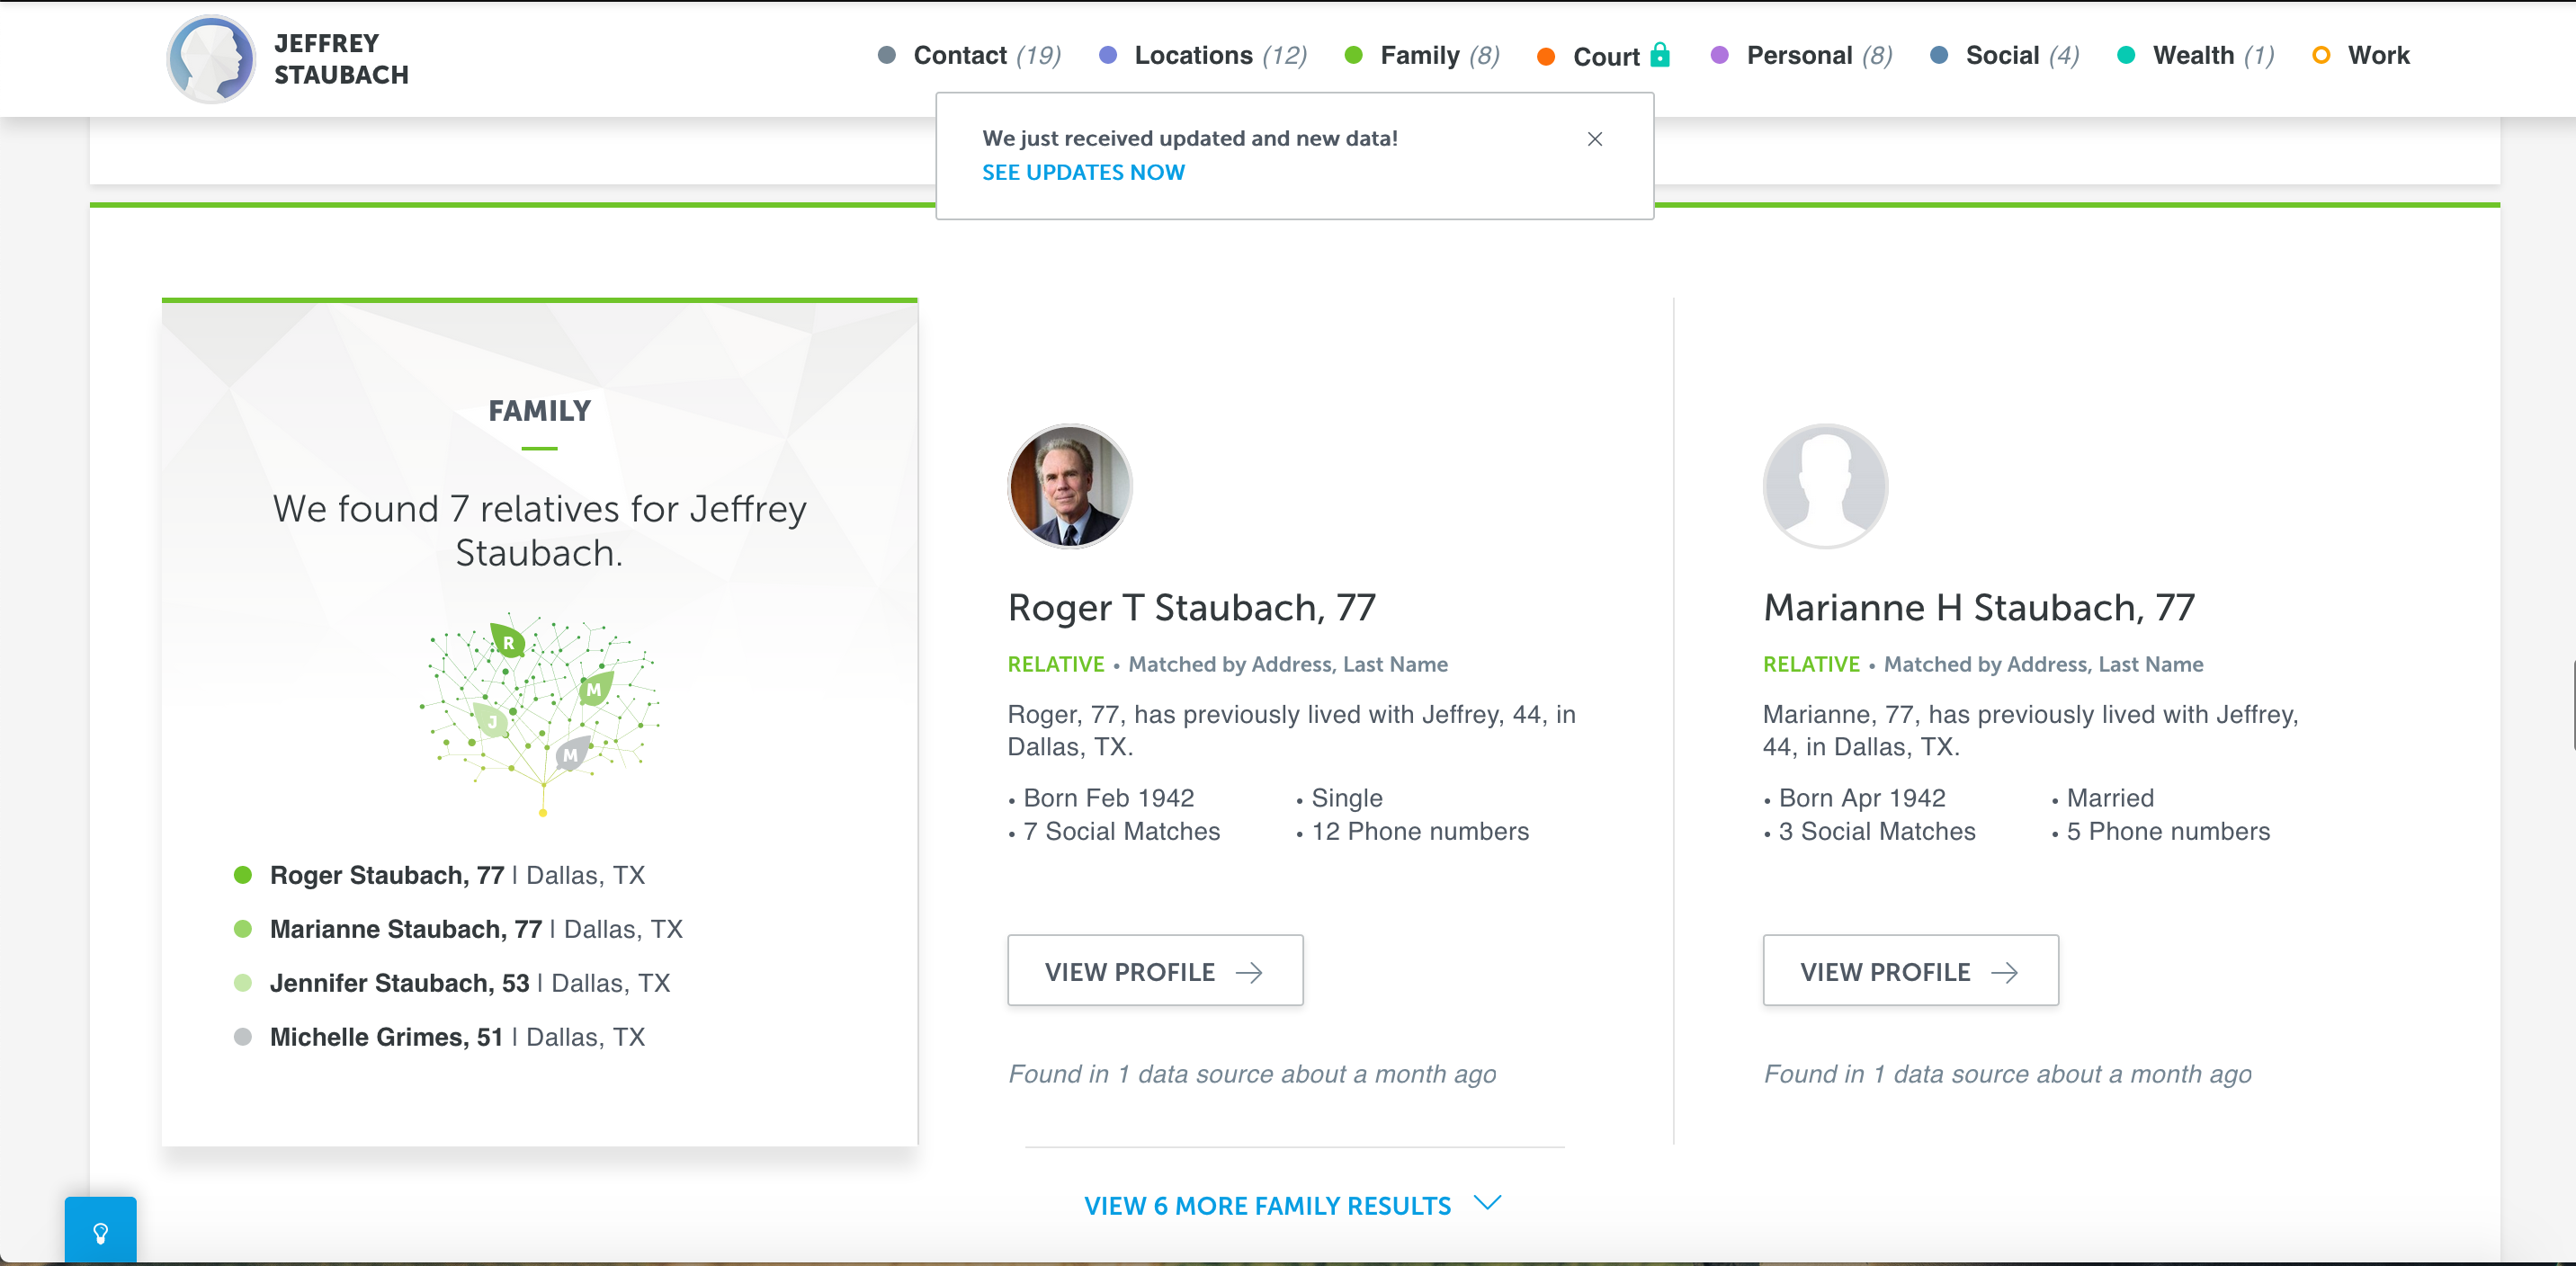 JEFFREY
STAUBACH
Contact (19)
Locations (12)
Family (8)
Court
Personal (8)
Social (4)
Wealth (1)
Work
We just received updated and new data!
SEE UPDATES NOW
FAMILY
We found 7 relatives for Jeffrey
Staubach.
R
M
J
M
Roger Staubach, 77 | Dallas, TX
Marianne Staubach, 77 | Dallas, TX
Jennifer Staubach, 53 | Dallas, TX
Michelle Grimes, 51 | Dallas, TX
Roger T Staubach, 77
RELATIVE • Matched by Address, Last Name
Roger, 77, has previously lived with Jeffrey, 44, in
Dallas, TX.
• Born Feb 1942 • Single
• 7 Social Matches • 12 Phone numbers
VIEW PROFILE
Found in 1 data source about a month ago
Marianne H Staubach, 77
RELATIVE • Matched by Address, Last Name
Marianne, 77, has previously lived with Jeffrey,
44, in Dallas, TX.
• Born Apr 1942 • Married
• 3 Social Matches • 5 Phone numbers
VIEW PROFILE
Found in 1 data source about a month ago
VIEW 6 MORE FAMILY RESULTS